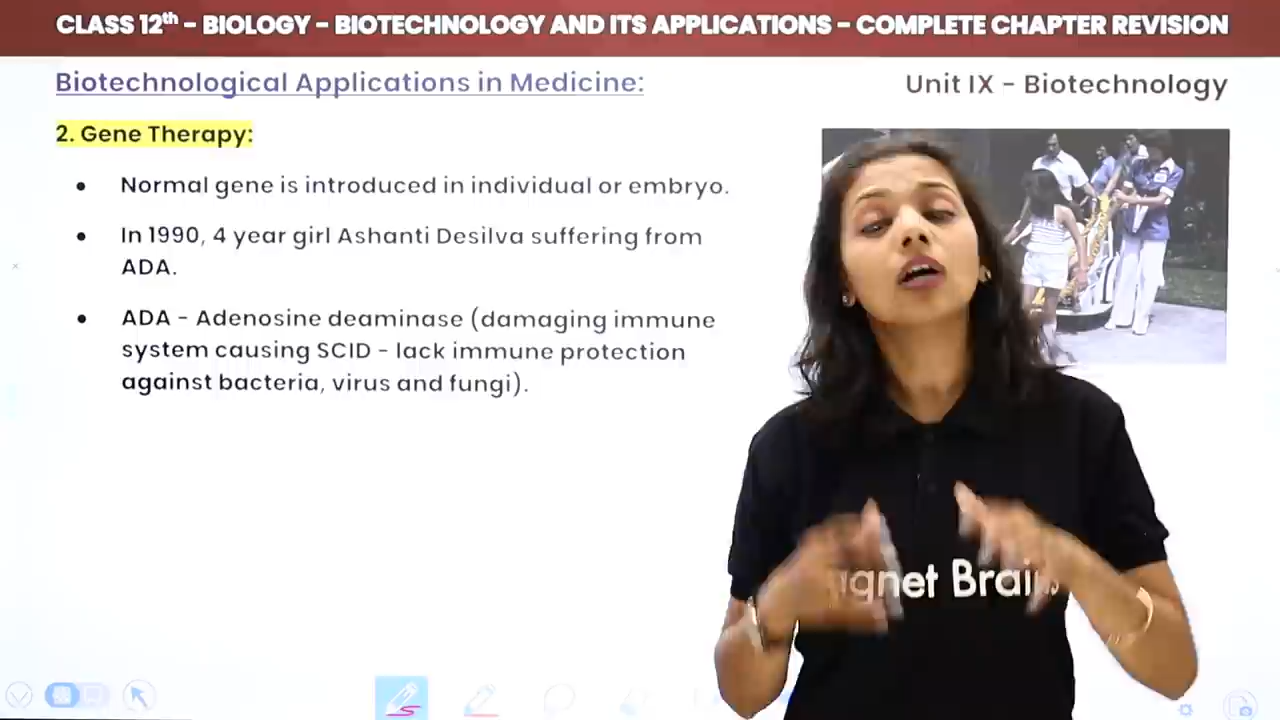 CLASS 12th – BIOLOGY – BIOTECHNOLOGY AND ITS APPLICATIONS – COMPLETE CHAPTER REVISION
Biotechnological Applications in Medicine:
Unit IX – Biotechnology
2. Gene Therapy:
• Normal gene is introduced in individual or embryo.
• In 1990, 4 year girl Ashanti Desilva suffering from
ADA.
• ADA – Adenosine deaminase (damaging immune
system causing SCID – lack immune protection
against bacteria, virus and fungi).